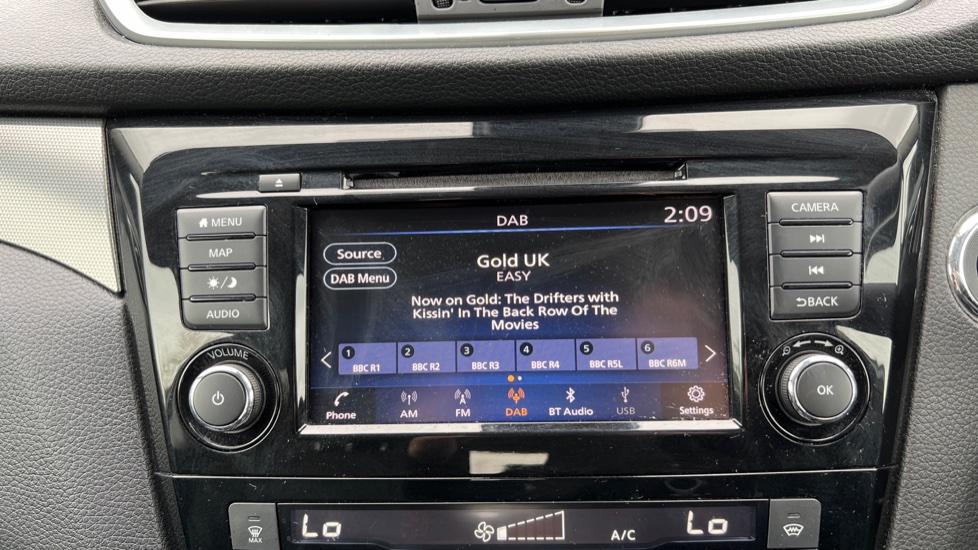 DAB
2:09
MENU
MAP
AUDIO
VOLUME
Source
DAB Menu
Gold UK
EASY
Now on Gold: The Drifters with
Kissin' In The Back Row Of The
Movies
1 BBC R1
2 BBC R2
3 BBC R3
4 BBC R4
5 BBC R5L
6 BBC R6M
Phone
AM
FM
DAB
BT Audio
USB
Settings
CAMERA
BACK
OK
Lo
A/C
Lo
MAX